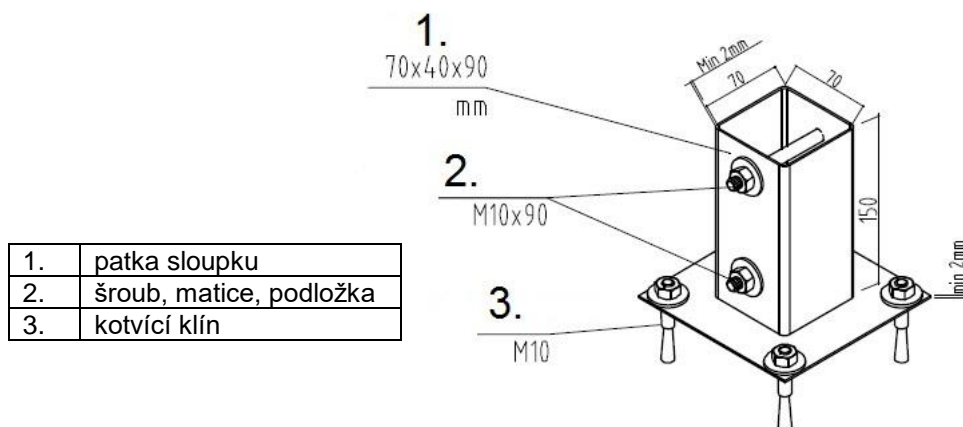 1.
70x40x90
mm
Min 2mm
70
70
2.
M10x90
150
min 2mm
3.
M10
1. patka sloupku
2. šroub, matice, podložka
3. kotvící klín